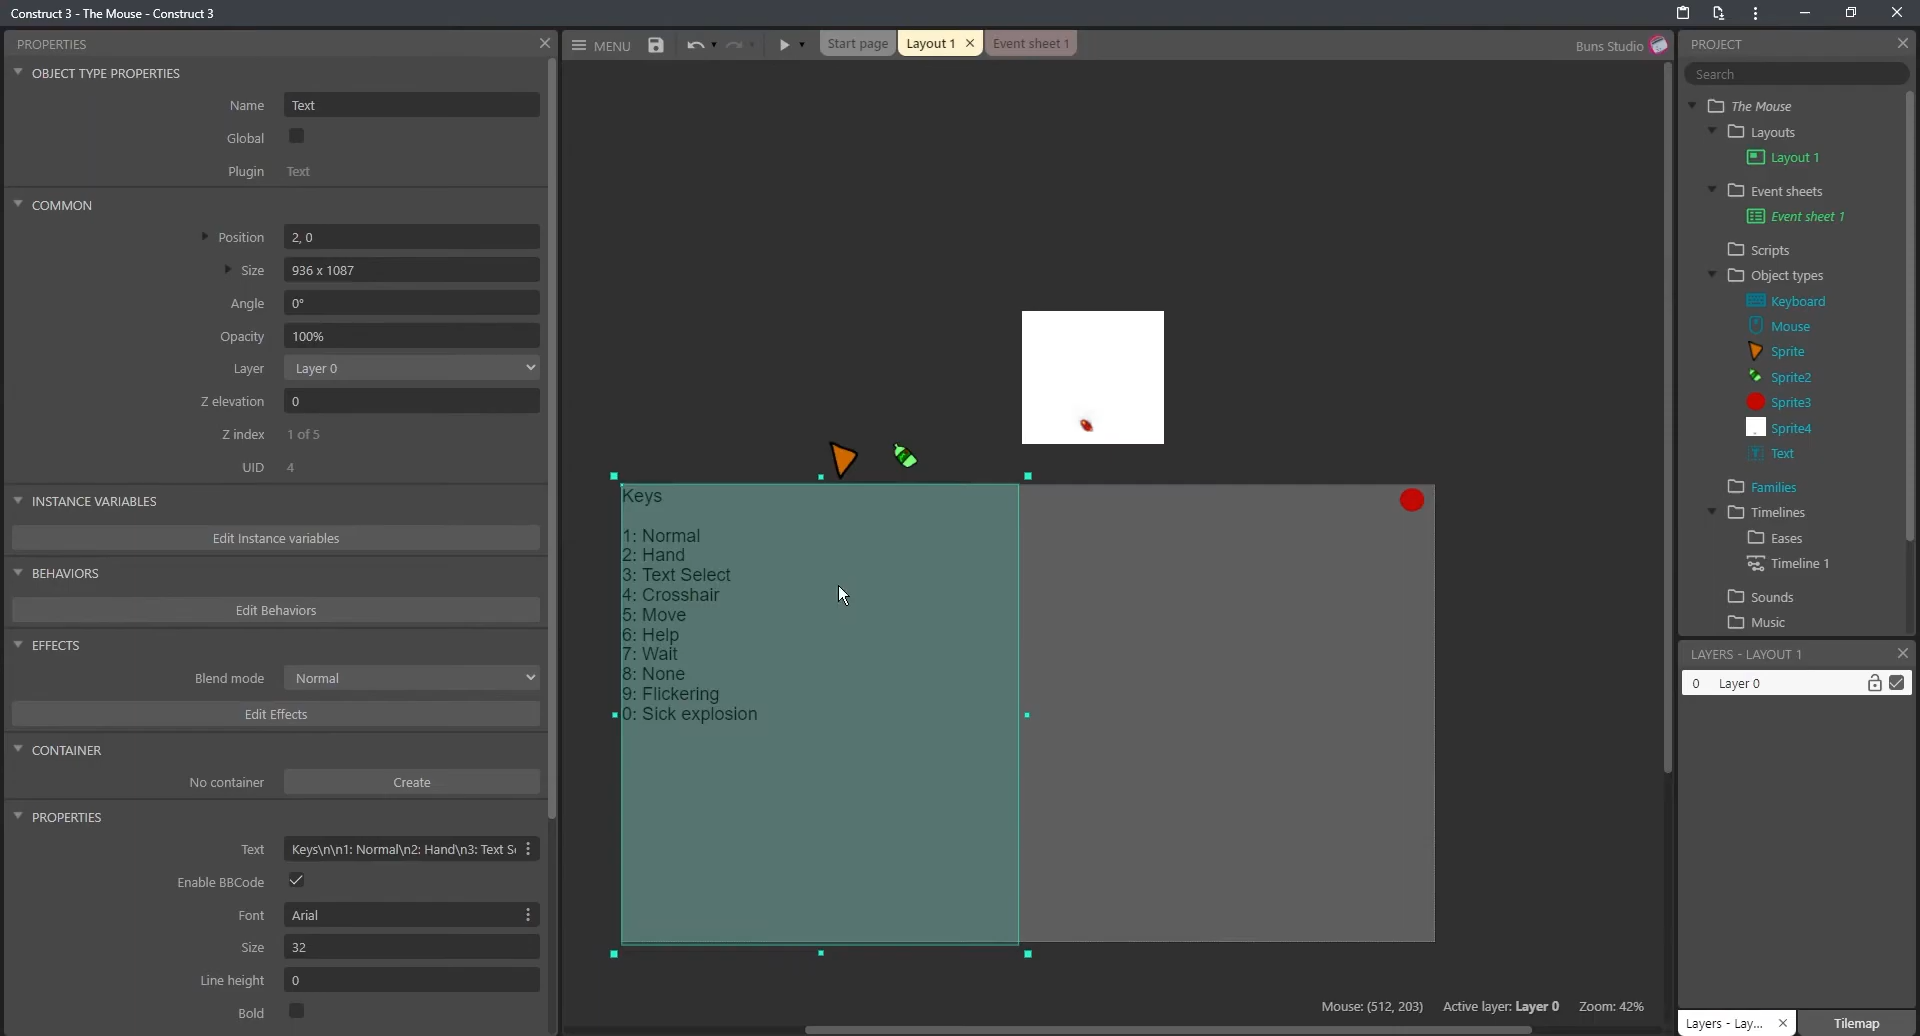 Construct 3 - The Mouse - Construct 3
PROPERTIES
OBJECT TYPE PROPERTIES
Name Text
Global
Plugin Text
COMMON
Position 2, 0
Size 936 x 1087
Angle 0°
Opacity 100%
Layer Layer 0
Z elevation 0
Z index 1 of 5
UID 4
INSTANCE VARIABLES
Edit Instance variables
BEHAVIORS
Edit Behaviors
EFFECTS
Blend mode Normal
Edit Effects
CONTAINER
No container Create
PROPERTIES
Text Keys\n\n1: Normal\n2: Hand\n3: Text S
Enable BBCode
Font Arial
Size 32
Line height 0
Bold
MENU
Start page
Layout 1
Event sheet 1
Buns Studio
Keys
1: Normal
2: Hand
3: Text Select
4: Crosshair
5: Move
6: Help
7: Wait
8: None
9: Flickering
0: Sick explosion
Mouse: (512, 203) Active layer: Layer 0 Zoom: 42%
PROJECT
Search
The Mouse
Layouts
Layout 1
Event sheets
Event sheet 1
Scripts
Object types
Keyboard
Mouse
Sprite
Sprite2
Sprite3
Sprite4
Text
Families
Timelines
Eases
Timeline 1
Sounds
Music
LAYERS - LAYOUT 1
0 Layer 0
Layers - Lay...
Tilemap